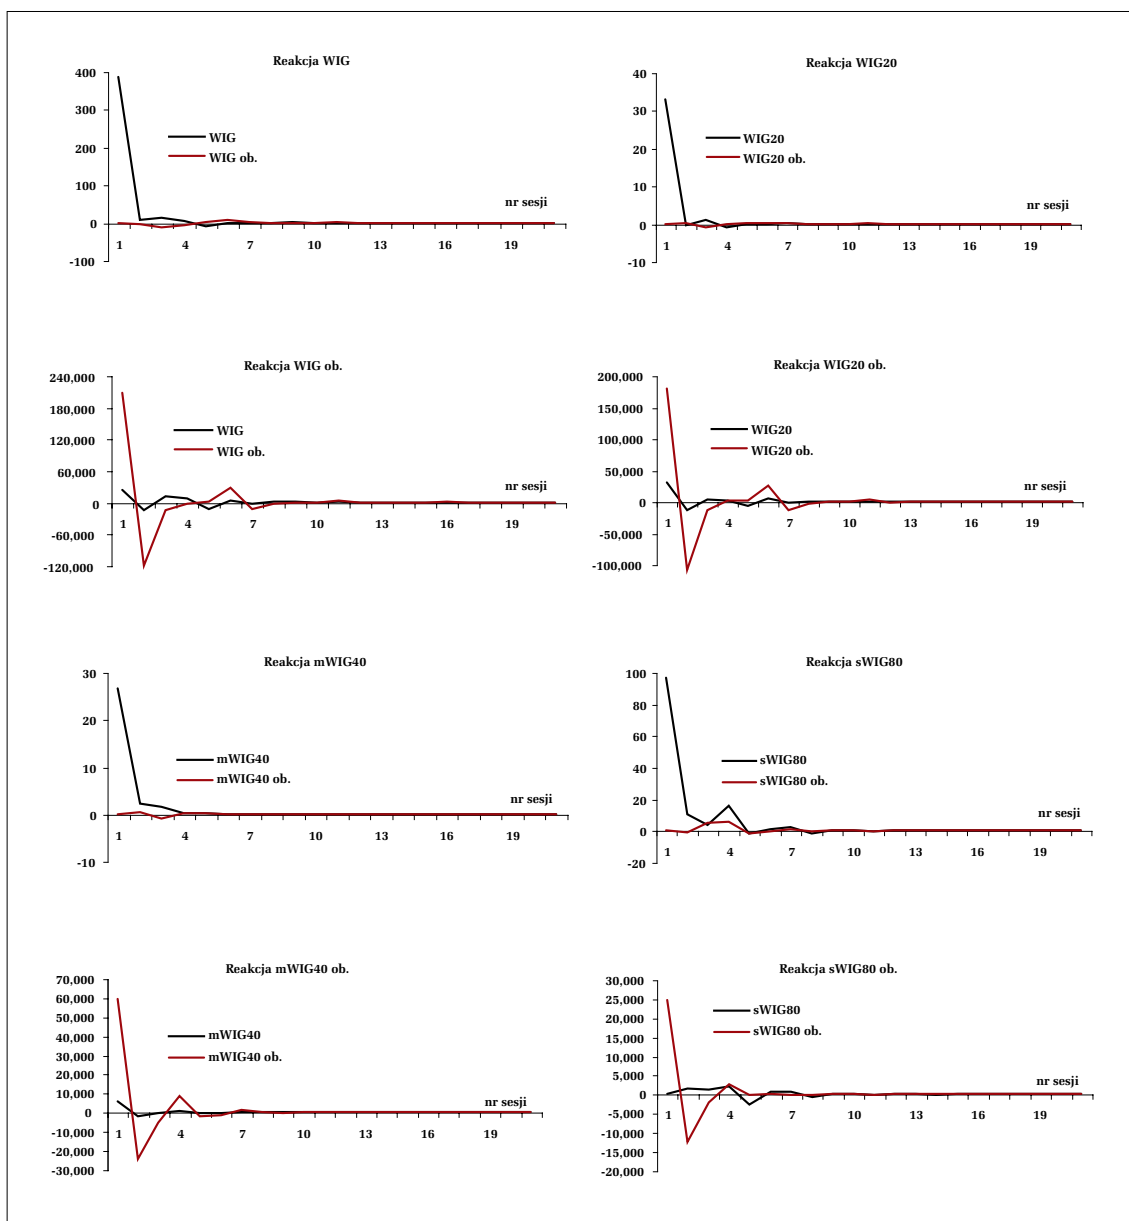 Reakcja WIG
400
300
200
100
0
-100
WIG
WIG ob.
nr sesji
1 4 7 10 13 16 19
Reakcja WIG20
40
30
20
10
0
-10
WIG20
WIG20 ob.
nr sesji
1 4 7 10 13 16 19
Reakcja WIG ob.
240,000
180,000
120,000
60,000
0
-60,000
-120,000
WIG
WIG ob.
nr sesji
1 4 7 10 13 16 19
Reakcja WIG20 ob.
200,000
150,000
100,000
50,000
0
-50,000
-100,000
WIG20
WIG20 ob.
nr sesji
1 4 7 10 13 16 19
Reakcja mWIG40
30
20
10
0
-10
mWIG40
mWIG40 ob.
nr sesji
1 4 7 10 13 16 19
Reakcja sWIG80
100
80
60
40
20
0
-20
sWIG80
sWIG80 ob.
nr sesji
1 4 7 10 13 16 19
Reakcja mWIG40 ob.
70,000
60,000
50,000
40,000
30,000
20,000
10,000
0
-10,000
-20,000
-30,000
mWIG40
mWIG40 ob.
nr sesji
1 4 7 10 13 16 19
Reakcja sWIG80 ob.
30,000
25,000
20,000
15,000
10,000
5,000
0
-5,000
-10,000
-15,000
-20,000
sWIG80
sWIG80 ob.
nr sesji
1 4 7 10 13 16 19